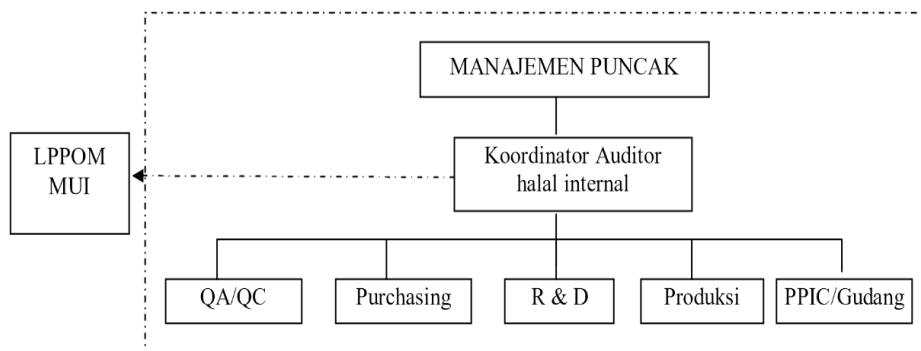 MANAJEMEN PUNCAK
LPPOM
MUI
Koordinator Auditor
halal internal
QA/QC
Purchasing
R & D
Produksi
PPIC/Gudang